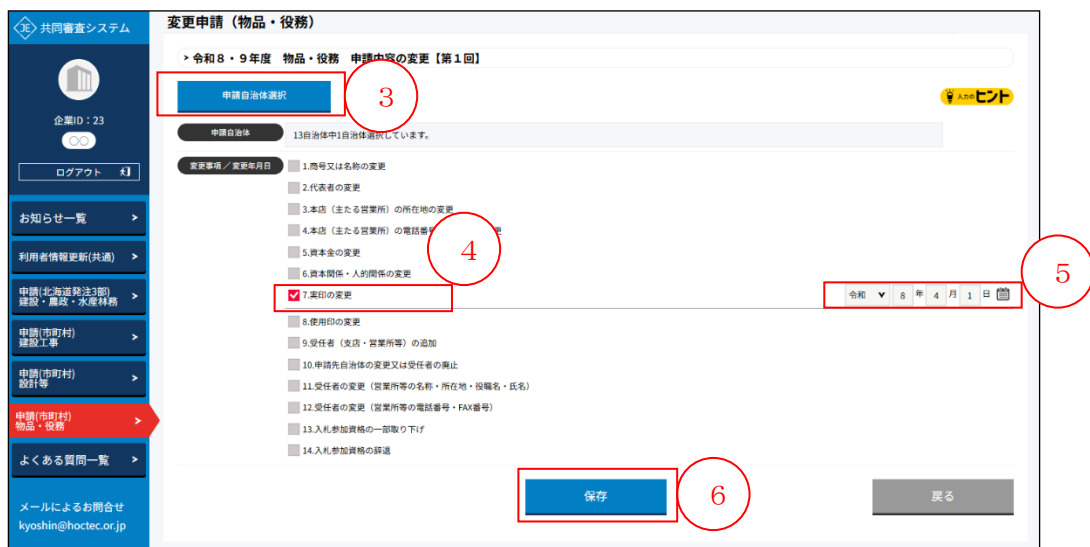 JE 共同審査システム
企業ID:23
○○
ログアウト
お知らせ一覧 >
利用者情報更新(共通) >
申請(北海道発注3部)
建設・農政・水産林務 >
申請(市町村)
建設工事 >
申請(市町村)
設計等 >
申請(市町村)
物品・役務 >
よくある質問一覧 >
メールによるお問合せ
kyoshin@hoctec.or.jp
変更申請(物品・役務)
> 令和8・9年度 物品・役務 申請内容の変更【第1回】
申請自治体選択
3
入力のヒント
申請自治体
13自治体中1自治体選択しています。
変更事項/変更年月日
1.商号又は名称の変更
2.代表者の変更
3.本店(主たる営業所)の所在地の変更
4.本店(主たる営業所)の電話番
更
4
5.資本金の変更
6.資本関係・人的関係の変更
7.実印の変更
令和 8 年 4 月 1 日
5
8.使用印の変更
9.受任者(支店・営業所等)の追加
10.申請先自治体の変更又は受任者の廃止
11.受任者の変更(営業所等の名称・所在地・役職名・氏名)
12.受任者の変更(営業所等の電話番号・FAX番号)
13.入札参加資格の一部取り下げ
14.入札参加資格の辞退
保存
6
戻る